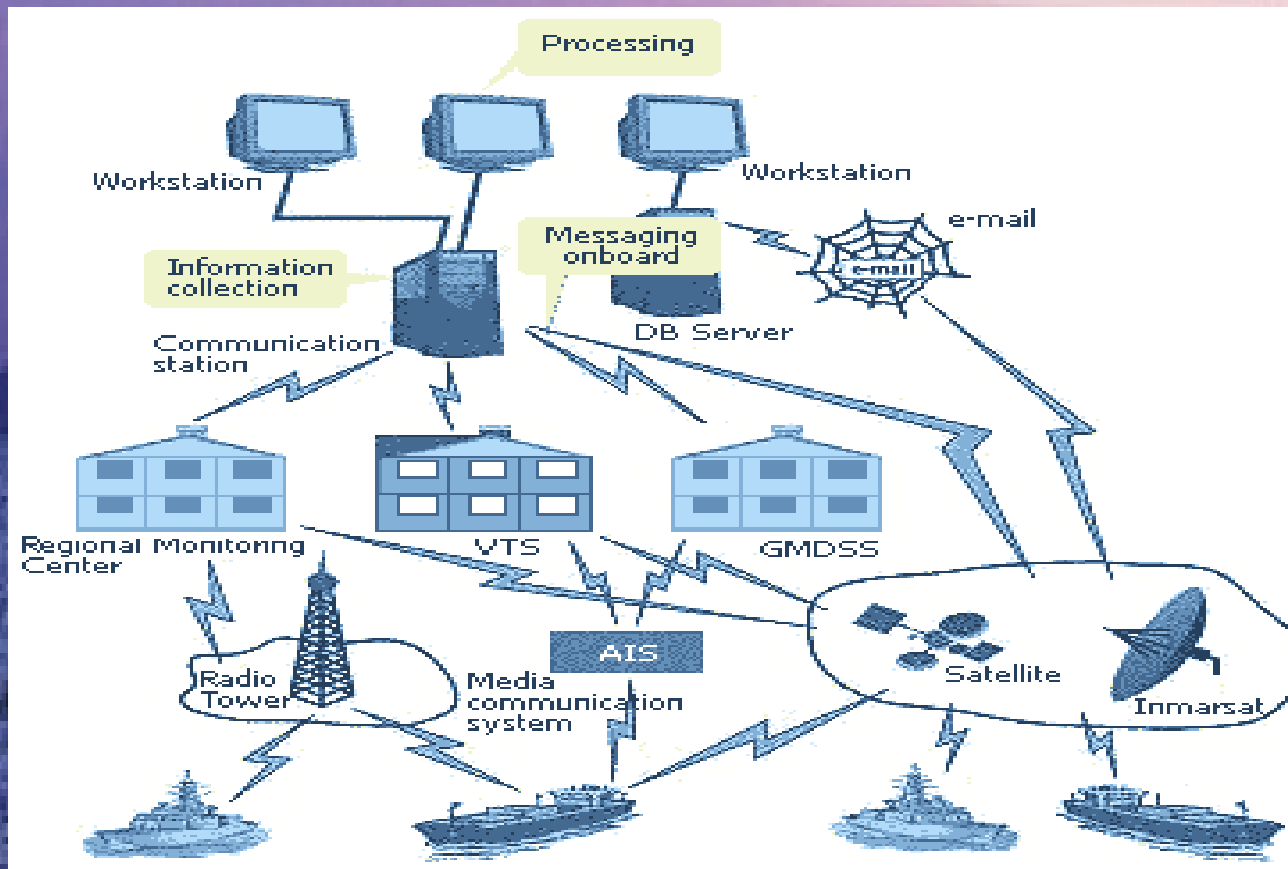 Processing
Workstation
Workstation
e-mail
e-mail
Messaging
onboard
Information
collection
DB Server
Communication
station
Regional Monitoring
Center
VTS
GMDSS
AIS
Radio
Tower
Media
communication
system
Satellite
Inmarsat